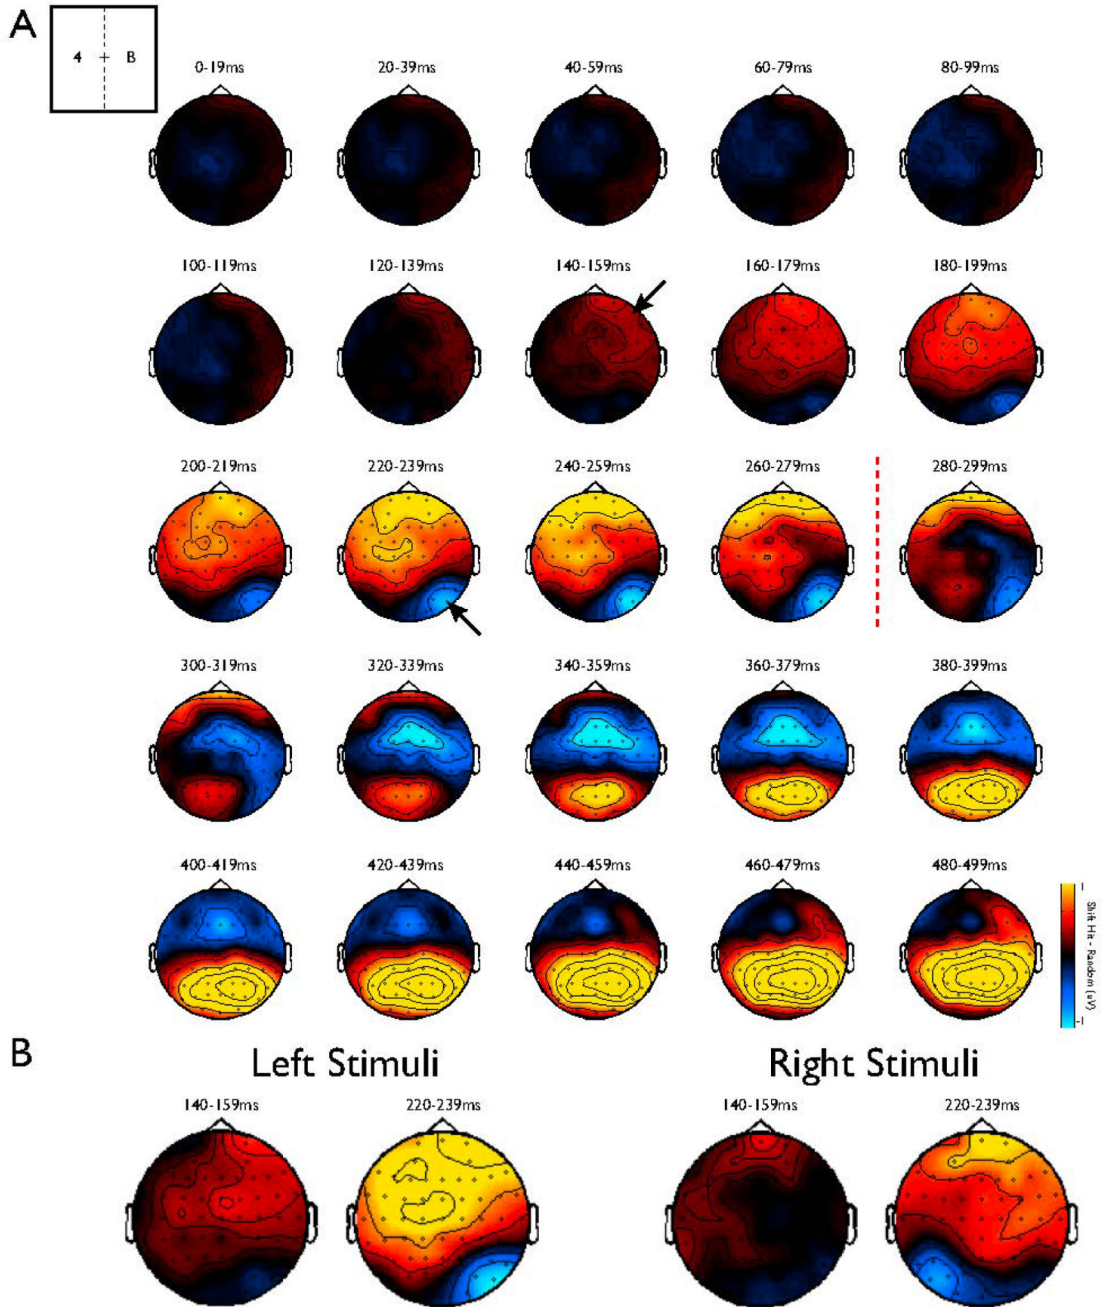 A
4 + B
0-19ms 20-39ms 40-59ms 60-79ms 80-99ms
100-119ms 120-139ms 140-159ms 160-179ms 180-199ms
200-219ms 220-239ms 240-259ms 260-279ms 280-299ms
300-319ms 320-339ms 340-359ms 360-379ms 380-399ms
400-419ms 420-439ms 440-459ms 460-479ms 480-499ms
1
Shift Hit - Random (uV)
-1
B
Left Stimuli Right Stimuli
140-159ms 220-239ms 140-159ms 220-239ms